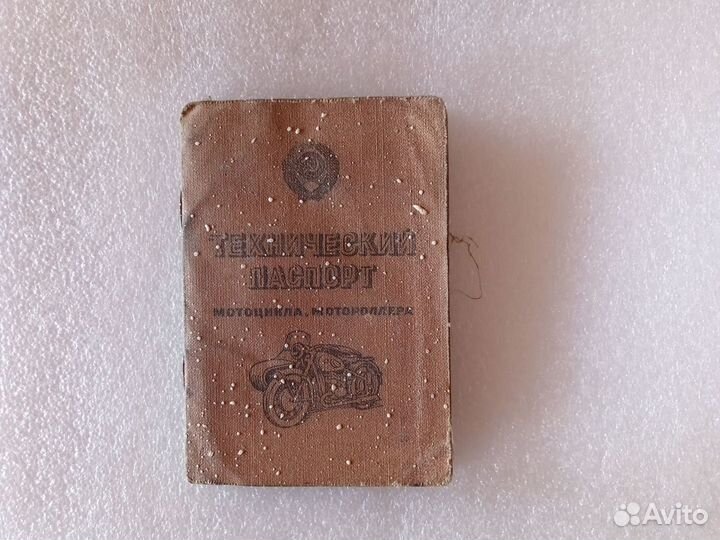 ТЕХНИЧЕСКИЙ
ПАСПОРТ
МОТОЦИКЛА, МОТОРОЛЛЕРА
Avito